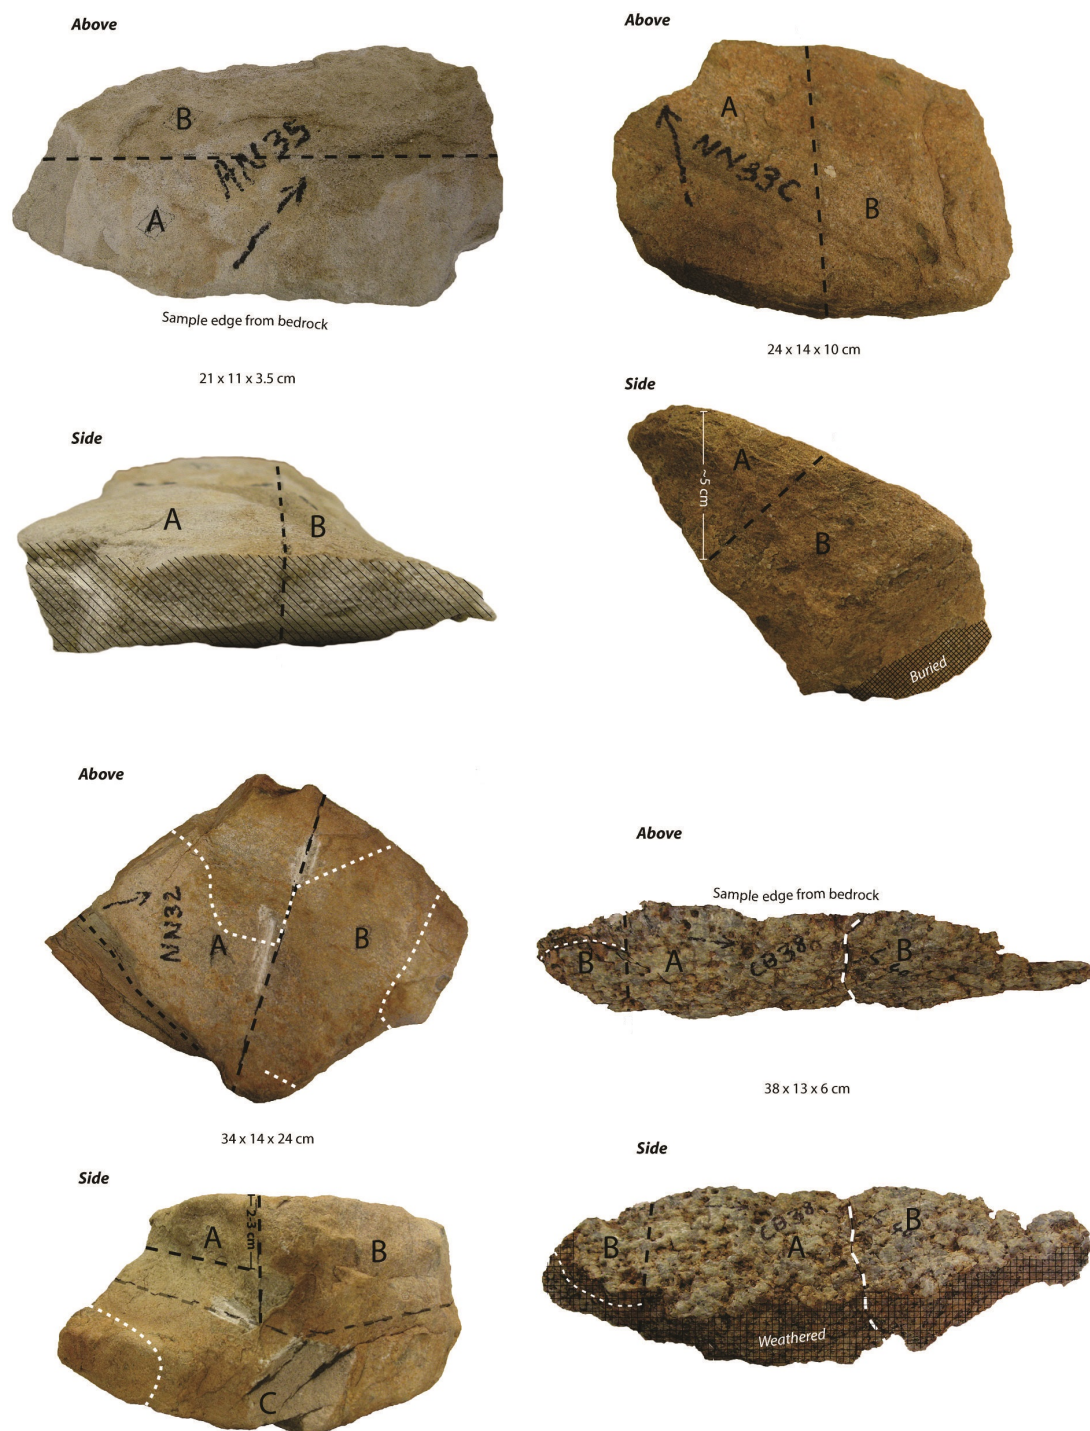 Above
B
AN35
A
Sample edge from bedrock
21 x 11 x 3.5 cm
Side
A
B
Above
A
NN33C
B
24 x 14 x 10 cm
Side
~5 cm
A
B
Buried
Above
NN32
A
B
34 x 14 x 24 cm
Side
A
2-3 cm
B
C
Above
Sample edge from bedrock
B
A
CB38
B
38 x 13 x 6 cm
Side
B
CB38
A
B
Weathered